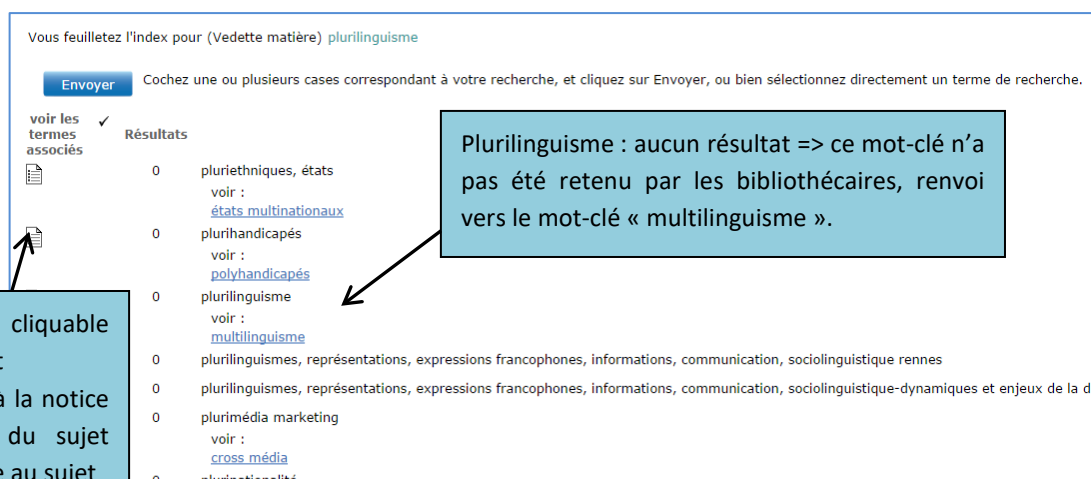 Vous feuilletez l'index pour (Vedette matière) plurilinguisme
Envoyer
Cochez une ou plusieurs cases correspondant à votre recherche, et cliquez sur Envoyer, ou bien sélectionnez directement un terme de recherche.
voir les
termes
associés
✓
Résultats
Plurilinguisme : aucun résultat => ce mot-clé n’a
pas été retenu par les bibliothécaires, renvoi
vers le mot-clé « multilinguisme ».
0 pluriethniques, états
voir :
états multinationaux
0 plurihandicapés
voir :
polyhandicapés
0 plurilinguisme
voir :
multilinguisme
0 plurilinguismes, représentations, expressions francophones, informations, communication, sociolinguistique rennes
0 plurilinguismes, représentations, expressions francophones, informations, communication, sociolinguistique-dynamiques et enjeux de la d
0 plurimédia marketing
voir :
cross média
0 plurinationalité
cliquable
à la notice
du sujet
au sujet